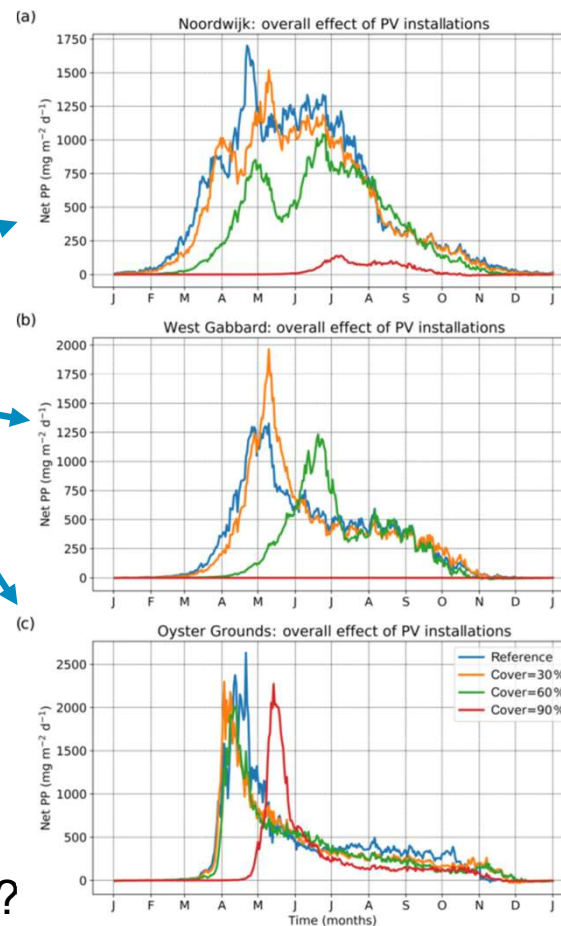 (a)
Noordwijk: overall effect of PV installations
Net PP (mg m⁻² d⁻¹)
1750
1500
1250
1000
750
500
250
0
J F M A M J J A S O N D J
(b)
West Gabbard: overall effect of PV installations
Net PP (mg m⁻² d⁻¹)
2000
1750
1500
1250
1000
750
500
250
0
J F M A M J J A S O N D J
(c)
Oyster Grounds: overall effect of PV installations
Net PP (mg m⁻² d⁻¹)
2500
2000
1500
1000
500
0
Reference
Cover=30%
Cover=60%
Cover=90%
J F M A M J J A S O N D J
Time (months)
?